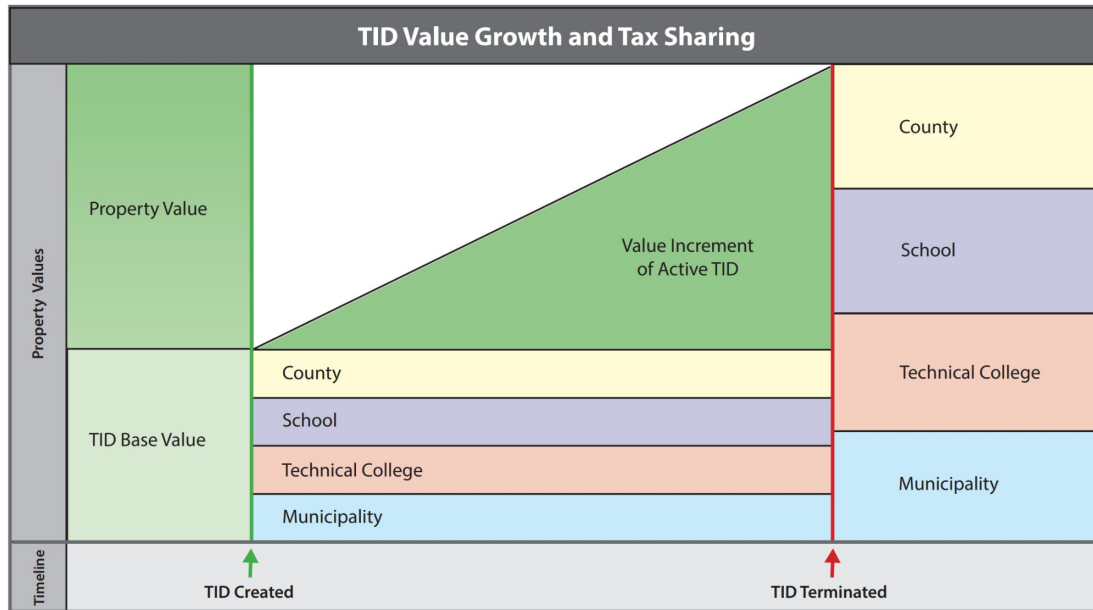 TID Value Growth and Tax Sharing
Property Values
Property Value
TID Base Value
Value Increment
of Active TID
County
School
Technical College
Municipality
County
School
Technical College
Municipality
Timeline
TID Created
TID Terminated